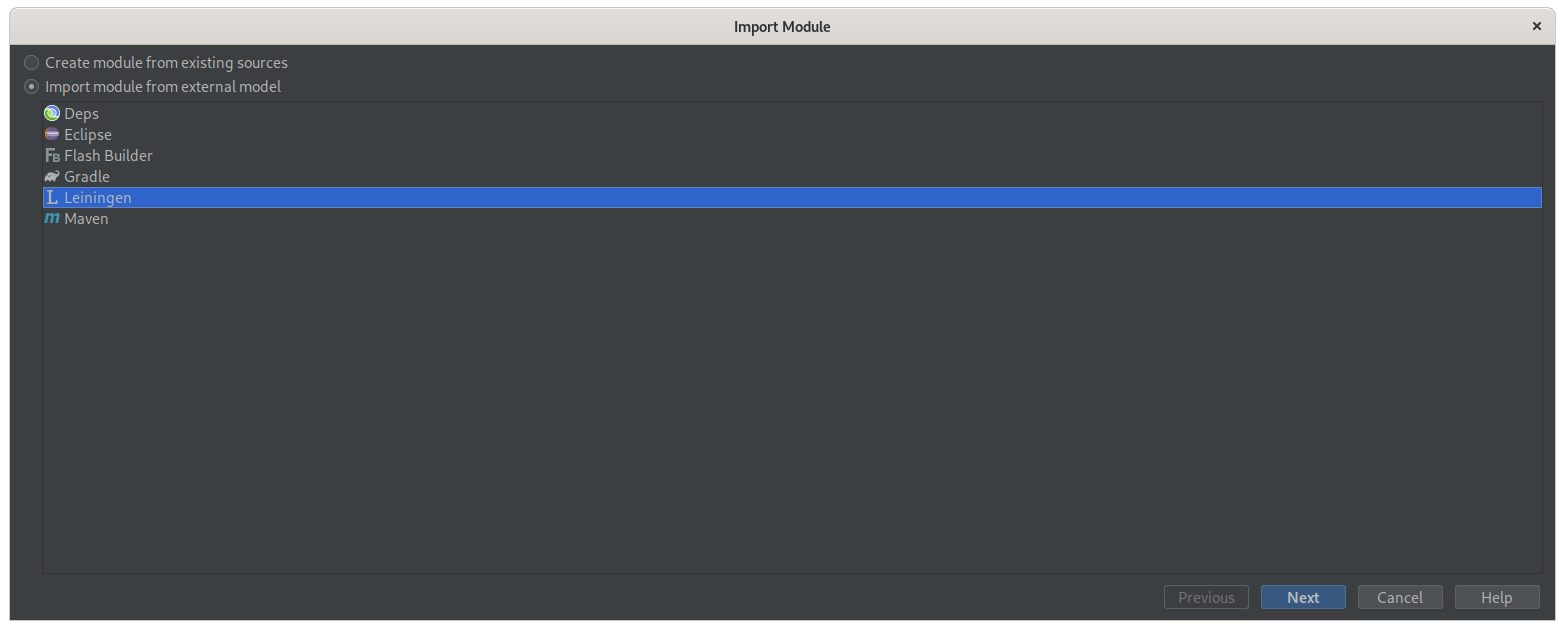 Import Module
Create module from existing sources
Import module from external model
Deps
Eclipse
FB Flash Builder
Gradle
L Leiningen
m Maven
Previous Next Cancel Help